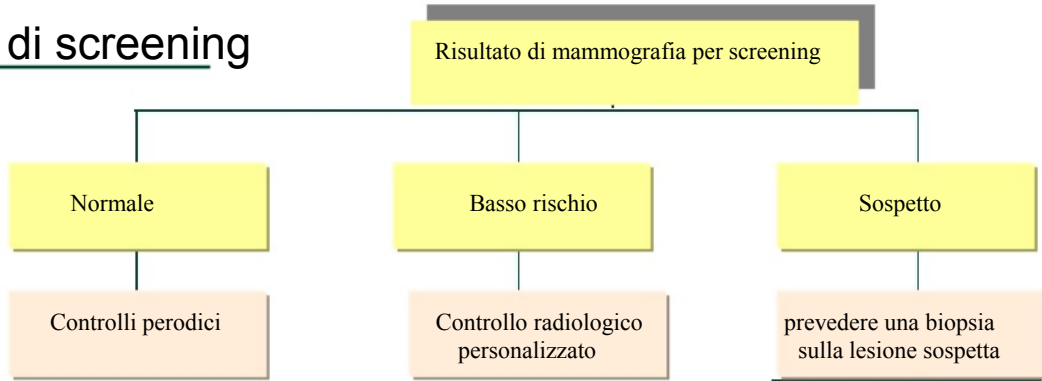 di screening
Risultato di mammografia per screening
Normale
Basso rischio
Sospetto
Controlli perodici
Controllo radiologico
personalizzato
prevedere una biopsia
sulla lesione sospetta